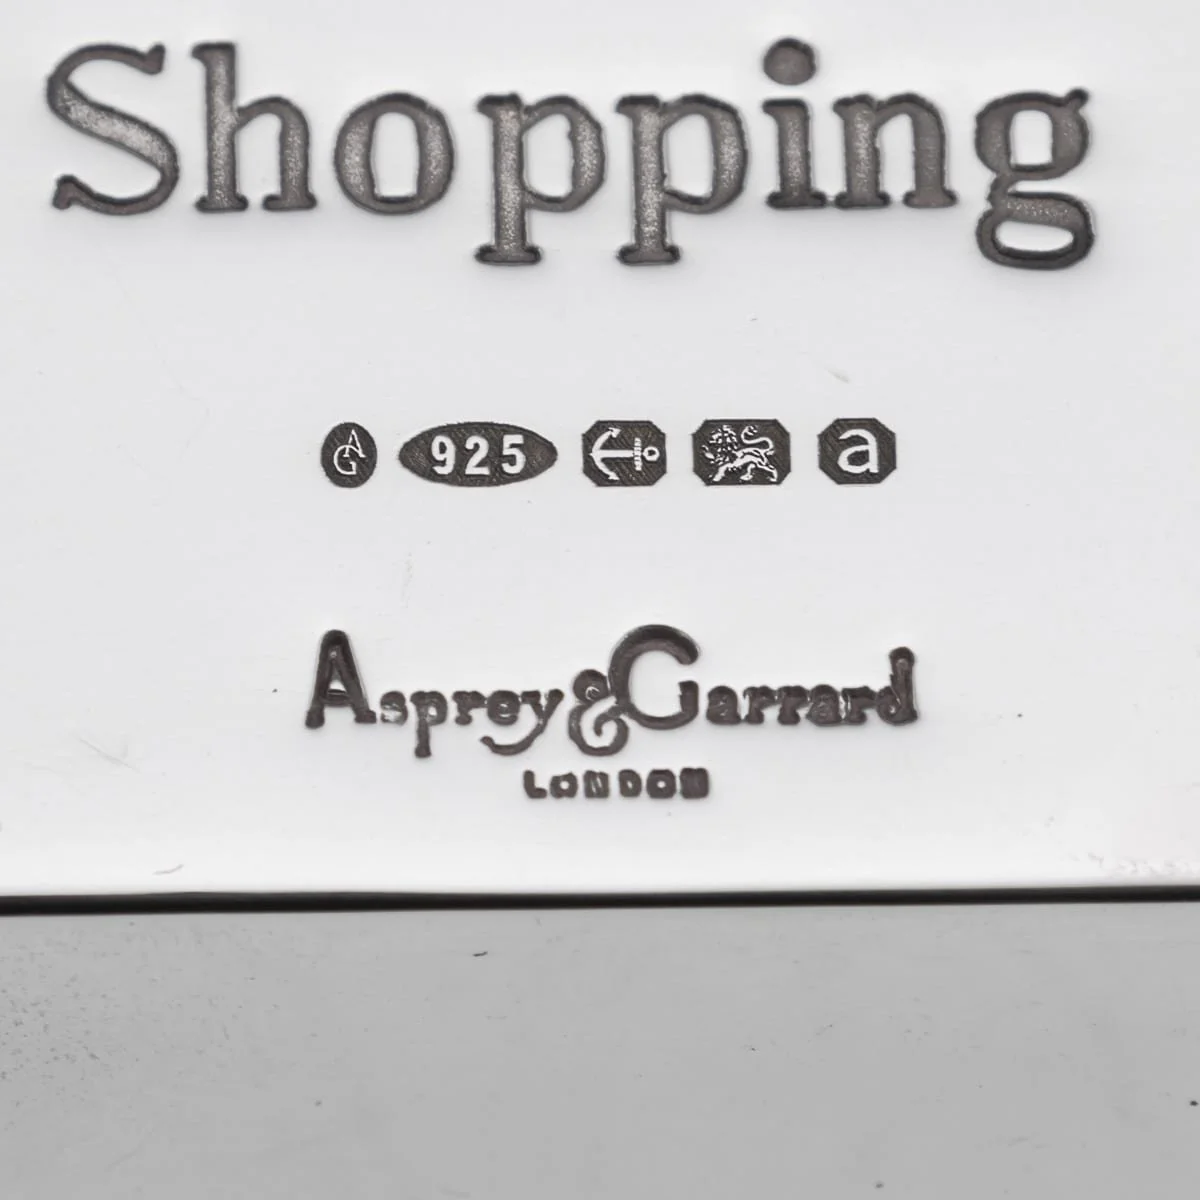 Shopping
AG 925 a
Asprey & Garrard
LONDON